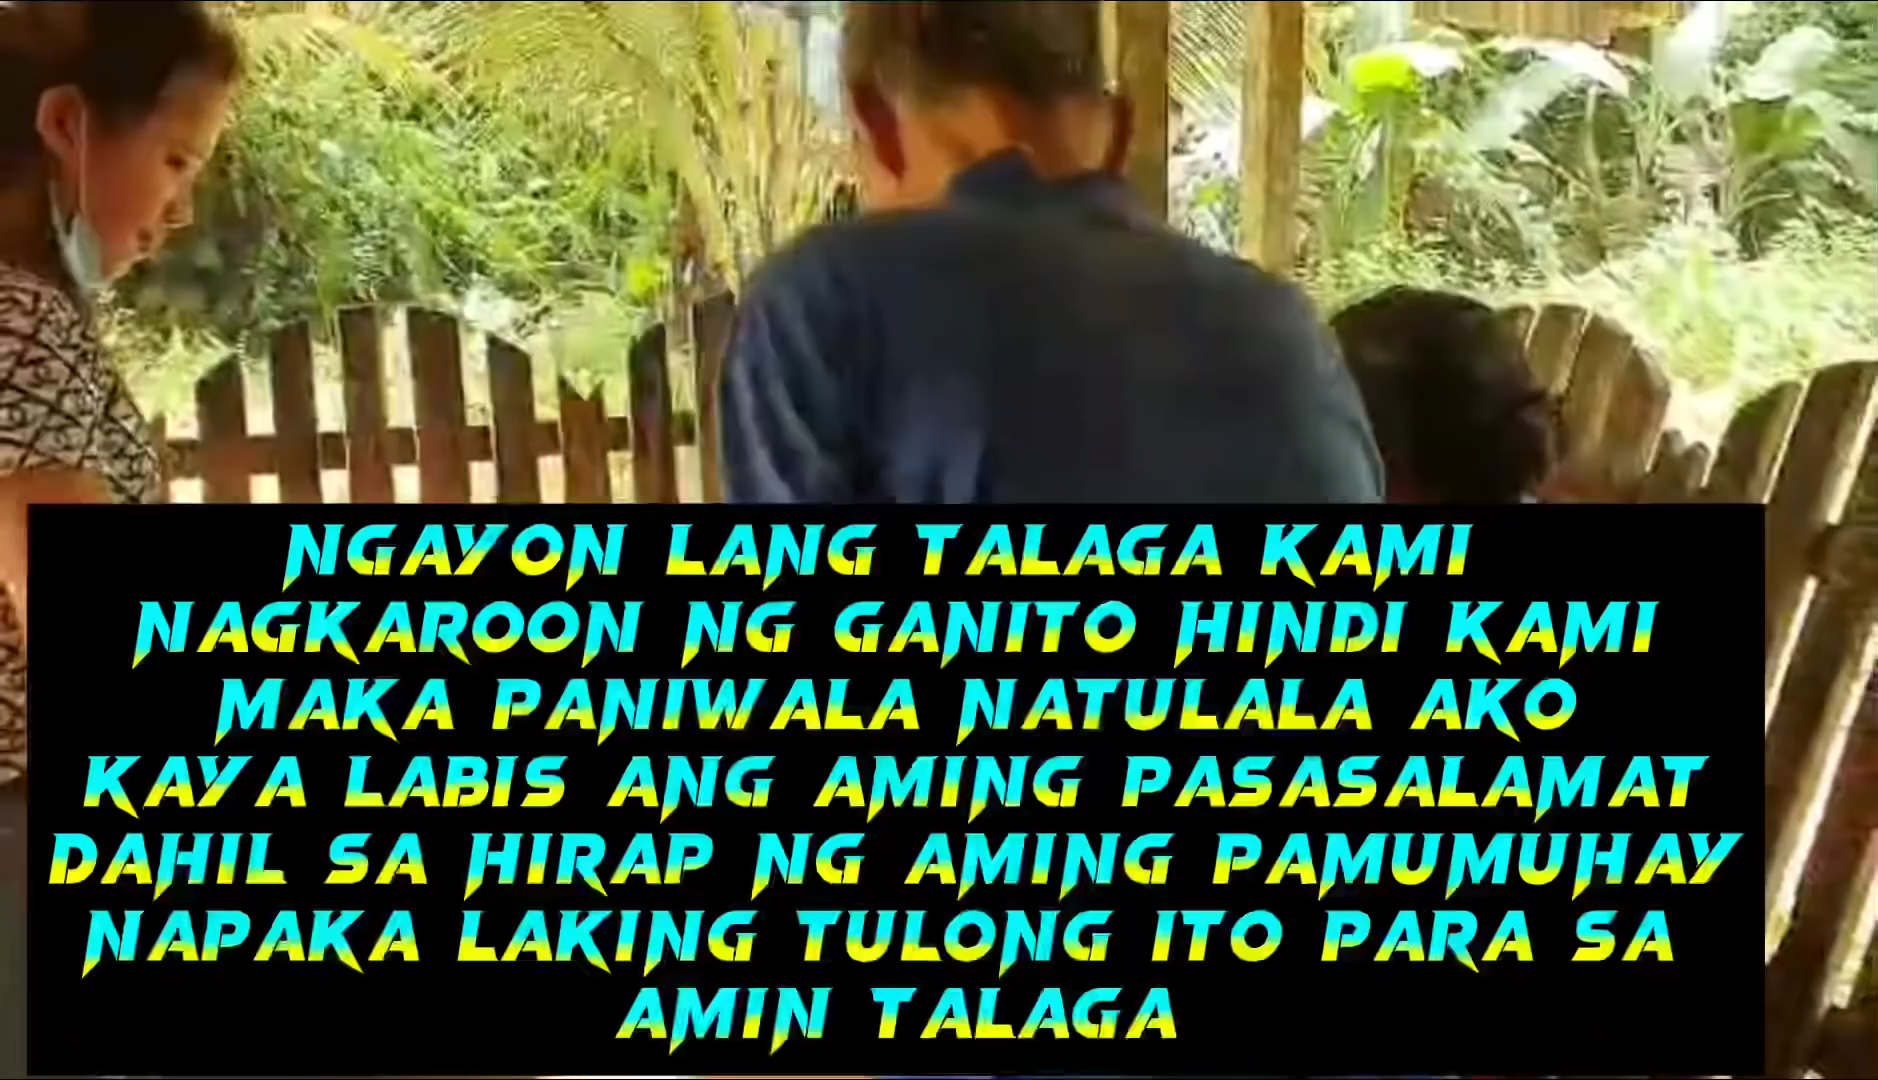 NGAYON LANG TALAGA KAMI
NAGKAROON NG GANITO HINDI KAMI
MAKA PANIWALA NATULALA AKO
KAYA LABIS ANG AMING PASASALAMAT
DAHIL SA HIRAP NG AMING PAMUMUHAY
NAPAKA LAKING TULONG ITO PARA SA
AMIN TALAGA